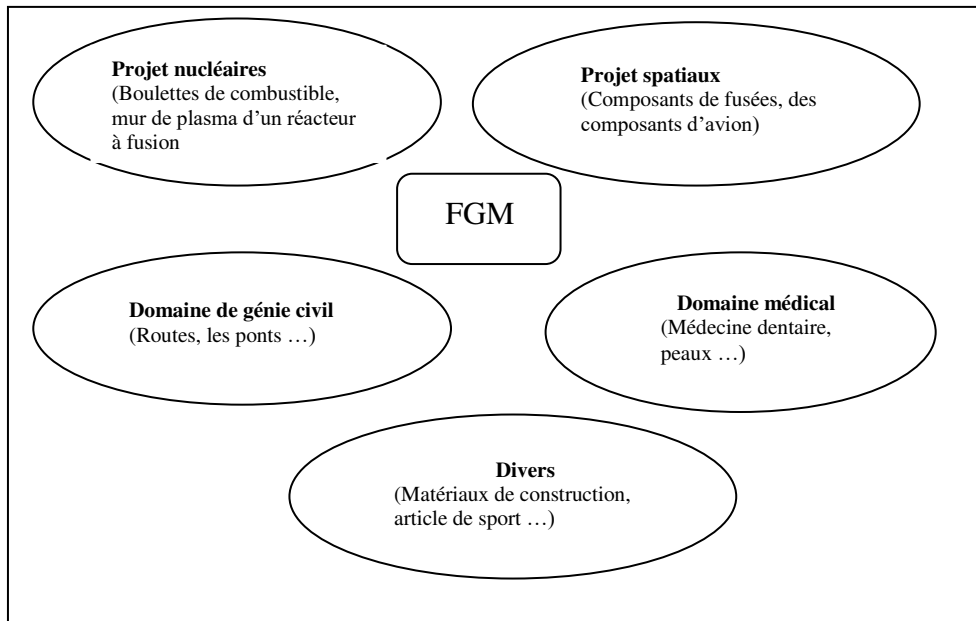 Projet nucléaires
(Boulettes de combustible,
mur de plasma d’un réacteur
à fusion
Projet spatiaux
(Composants de fusées, des
composants d’avion)
FGM
Domaine de génie civil
(Routes, les ponts …)
Domaine médical
(Médecine dentaire,
peaux …)
Divers
(Matériaux de construction,
article de sport …)